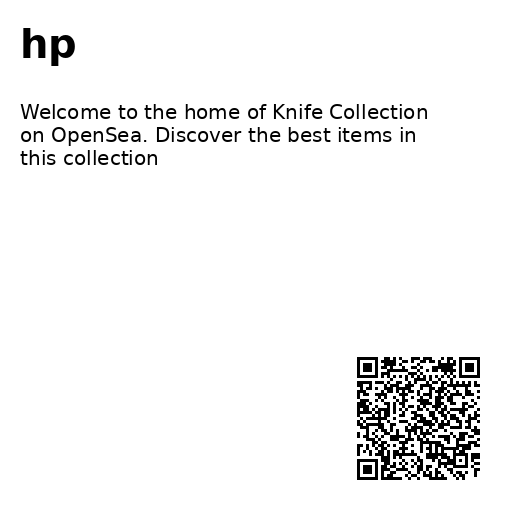 hp
Welcome to the home of Knife Collection
on OpenSea. Discover the best items in
this collection